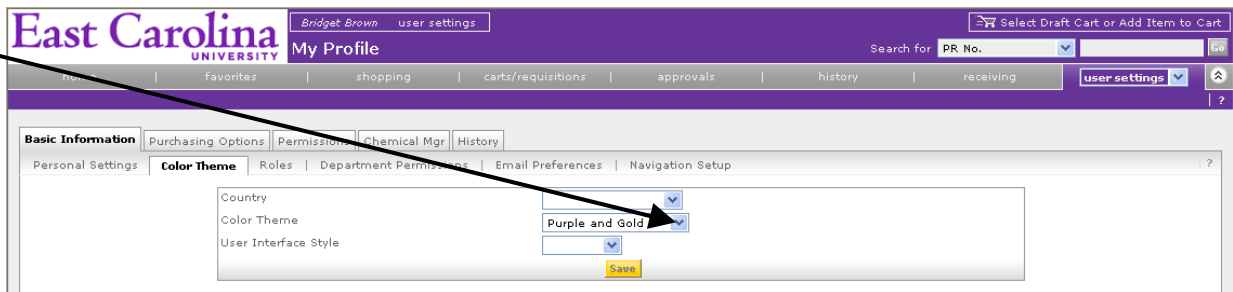 East Carolina
UNIVERSITY
Bridget Brown user settings
Select Draft Cart or Add Item to Cart
My Profile
Search for PR No. Go
home | favorites | shopping | carts/requisitions | approvals | history | receiving user settings
| ?
Basic Information Purchasing Options Permissions Chemical Mgr History
Personal Settings Color Theme Roles | Department Permissions | Email Preferences | Navigation Setup ?
Country
Color Theme Purple and Gold
User Interface Style
Save